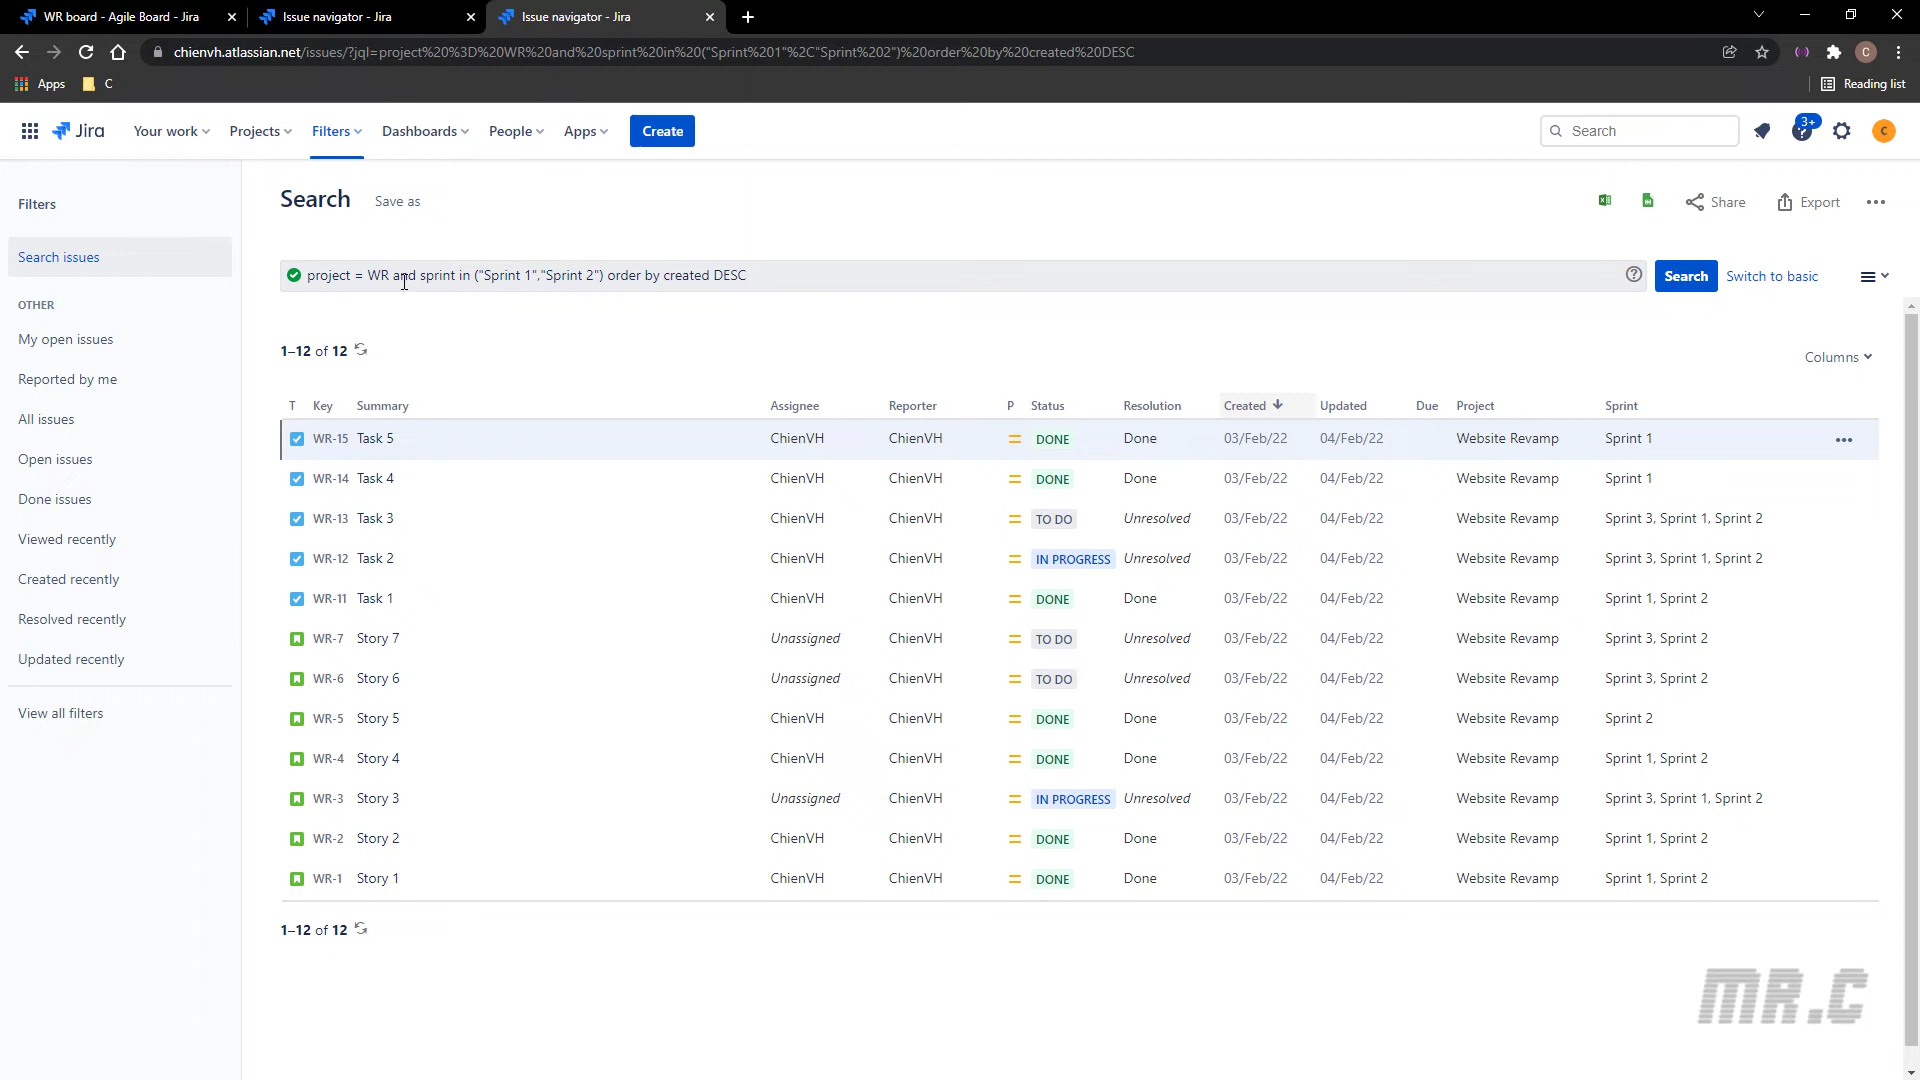 WR board - Agile Board - Jira
Issue navigator - Jira
Issue navigator - Jira
chienvh.atlassian.net/issues/?jql=project%20%3D%20WR%20and%20sprint%20in%20("Sprint%201"%2C"Sprint%202")%20order%20by%20created%20DESC
C
Apps
C
Reading list
Jira
Your work
Projects
Filters
Dashboards
People
Apps
Create
Search
3+
C
Filters
Search issues
OTHER
My open issues
Reported by me
All issues
Open issues
Done issues
Viewed recently
Created recently
Resolved recently
Updated recently
View all filters
Search
Save as
Share
Export
project = WR and sprint in ("Sprint 1","Sprint 2") order by created DESC
Search
Switch to basic
1–12 of 12
Columns
T Key Summary Assignee Reporter P Status Resolution Created Updated Due Project Sprint
WR-15 Task 5 ChienVH ChienVH DONE Done 03/Feb/22 04/Feb/22 Website Revamp Sprint 1
WR-14 Task 4 ChienVH ChienVH DONE Done 03/Feb/22 04/Feb/22 Website Revamp Sprint 1
WR-13 Task 3 ChienVH ChienVH TO DO Unresolved 03/Feb/22 04/Feb/22 Website Revamp Sprint 3, Sprint 1, Sprint 2
WR-12 Task 2 ChienVH ChienVH IN PROGRESS Unresolved 03/Feb/22 04/Feb/22 Website Revamp Sprint 3, Sprint 1, Sprint 2
WR-11 Task 1 ChienVH ChienVH DONE Done 03/Feb/22 04/Feb/22 Website Revamp Sprint 1, Sprint 2
WR-7 Story 7 Unassigned ChienVH TO DO Unresolved 03/Feb/22 04/Feb/22 Website Revamp Sprint 3, Sprint 2
WR-6 Story 6 Unassigned ChienVH TO DO Unresolved 03/Feb/22 04/Feb/22 Website Revamp Sprint 3, Sprint 2
WR-5 Story 5 ChienVH ChienVH DONE Done 03/Feb/22 04/Feb/22 Website Revamp Sprint 2
WR-4 Story 4 ChienVH ChienVH DONE Done 03/Feb/22 04/Feb/22 Website Revamp Sprint 1, Sprint 2
WR-3 Story 3 Unassigned ChienVH IN PROGRESS Unresolved 03/Feb/22 04/Feb/22 Website Revamp Sprint 3, Sprint 1, Sprint 2
WR-2 Story 2 ChienVH ChienVH DONE Done 03/Feb/22 04/Feb/22 Website Revamp Sprint 1, Sprint 2
WR-1 Story 1 ChienVH ChienVH DONE Done 03/Feb/22 04/Feb/22 Website Revamp Sprint 1, Sprint 2
1–12 of 12
MR.C